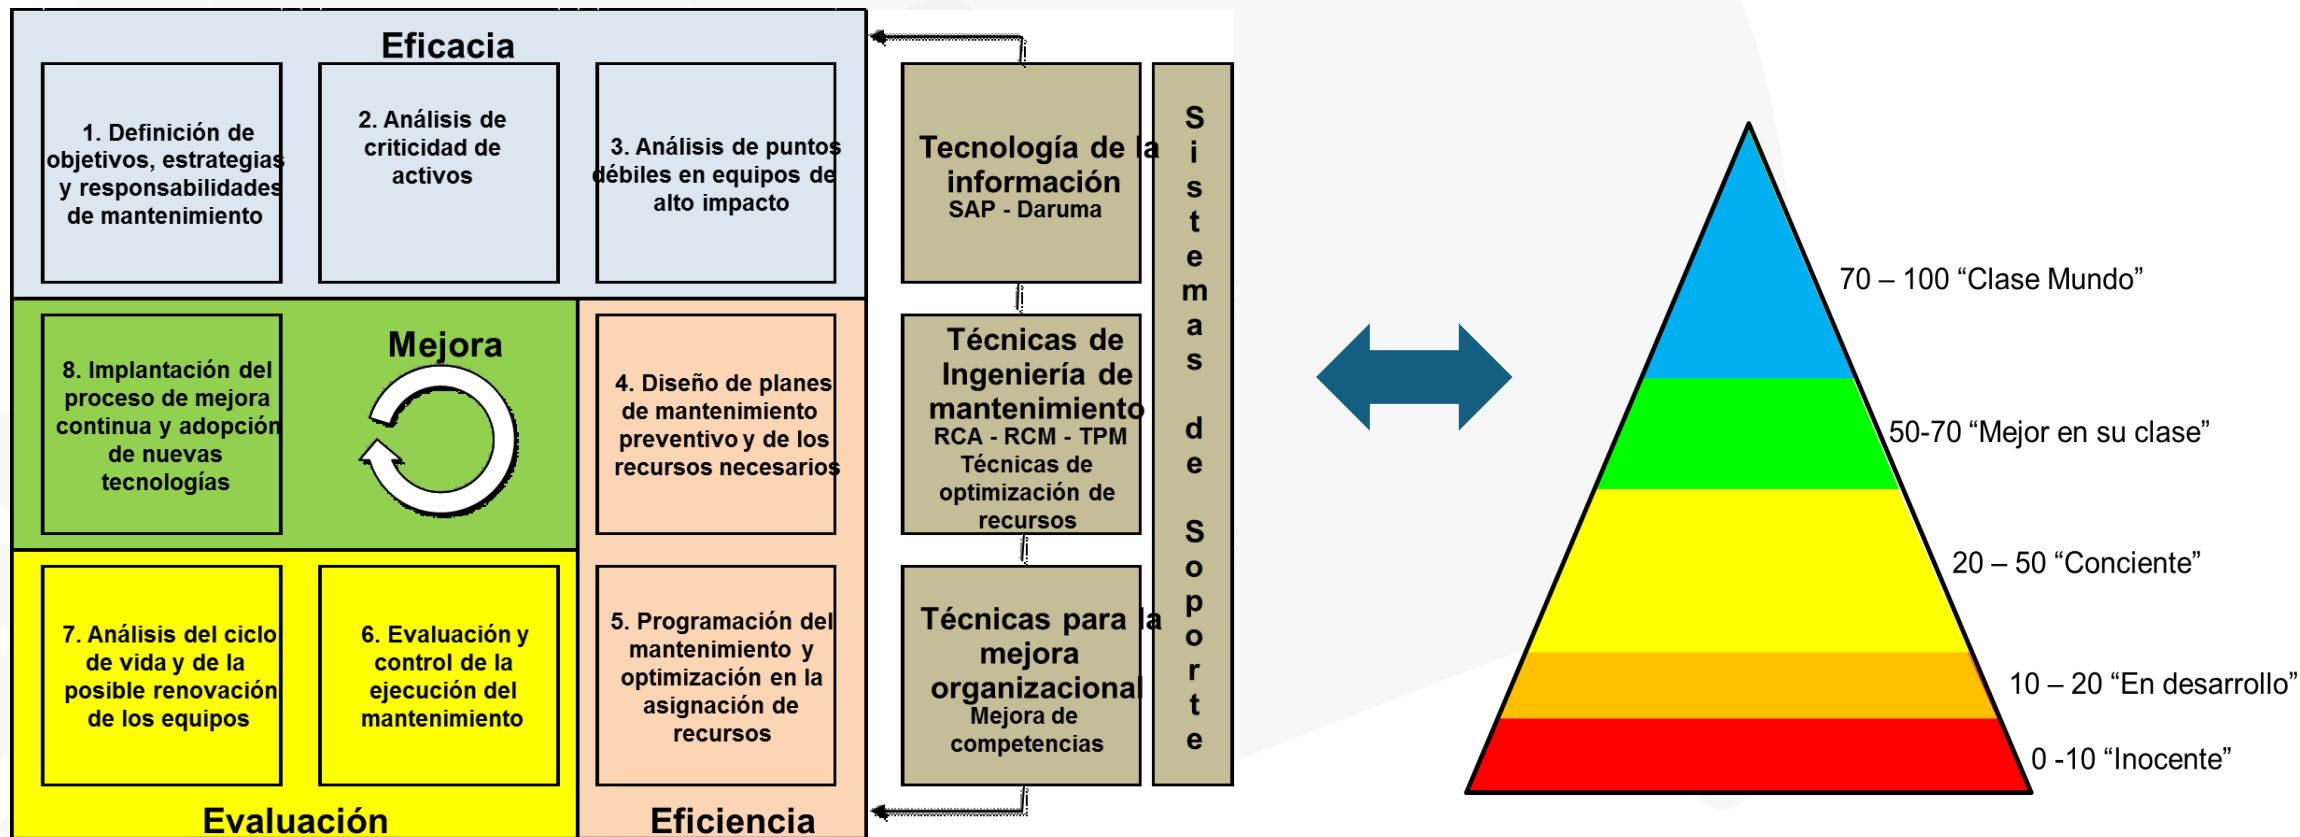 Eficacia
1. Definición de
objetivos, estrategias
y responsabilidades
de mantenimiento
2. Análisis de
criticidad de
activos
3. Análisis de puntos
débiles en equipos de
alto impacto
Mejora
8. Implantación del
proceso de mejora
continua y adopción
de nuevas
tecnologías
4. Diseño de planes
de mantenimiento
preventivo y de los
recursos necesarios
7. Análisis del ciclo
de vida y de la
posible renovación
de los equipos
6. Evaluación y
control de la
ejecución del
mantenimiento
5. Programación del
mantenimiento y
optimización en la
asignación de
recursos
Evaluación
Eficiencia
Tecnología de la
información
SAP - Daruma
Técnicas de
Ingeniería de
mantenimiento
RCA - RCM - TPM
Técnicas de
optimización de
recursos
Técnicas para la
mejora
organizacional
Mejora de
competencias
Sistemas de Soporte
70 – 100 “Clase Mundo”
50-70 “Mejor en su clase”
20 – 50 “Conciente”
10 – 20 “En desarrollo”
0 -10 “Inocente”